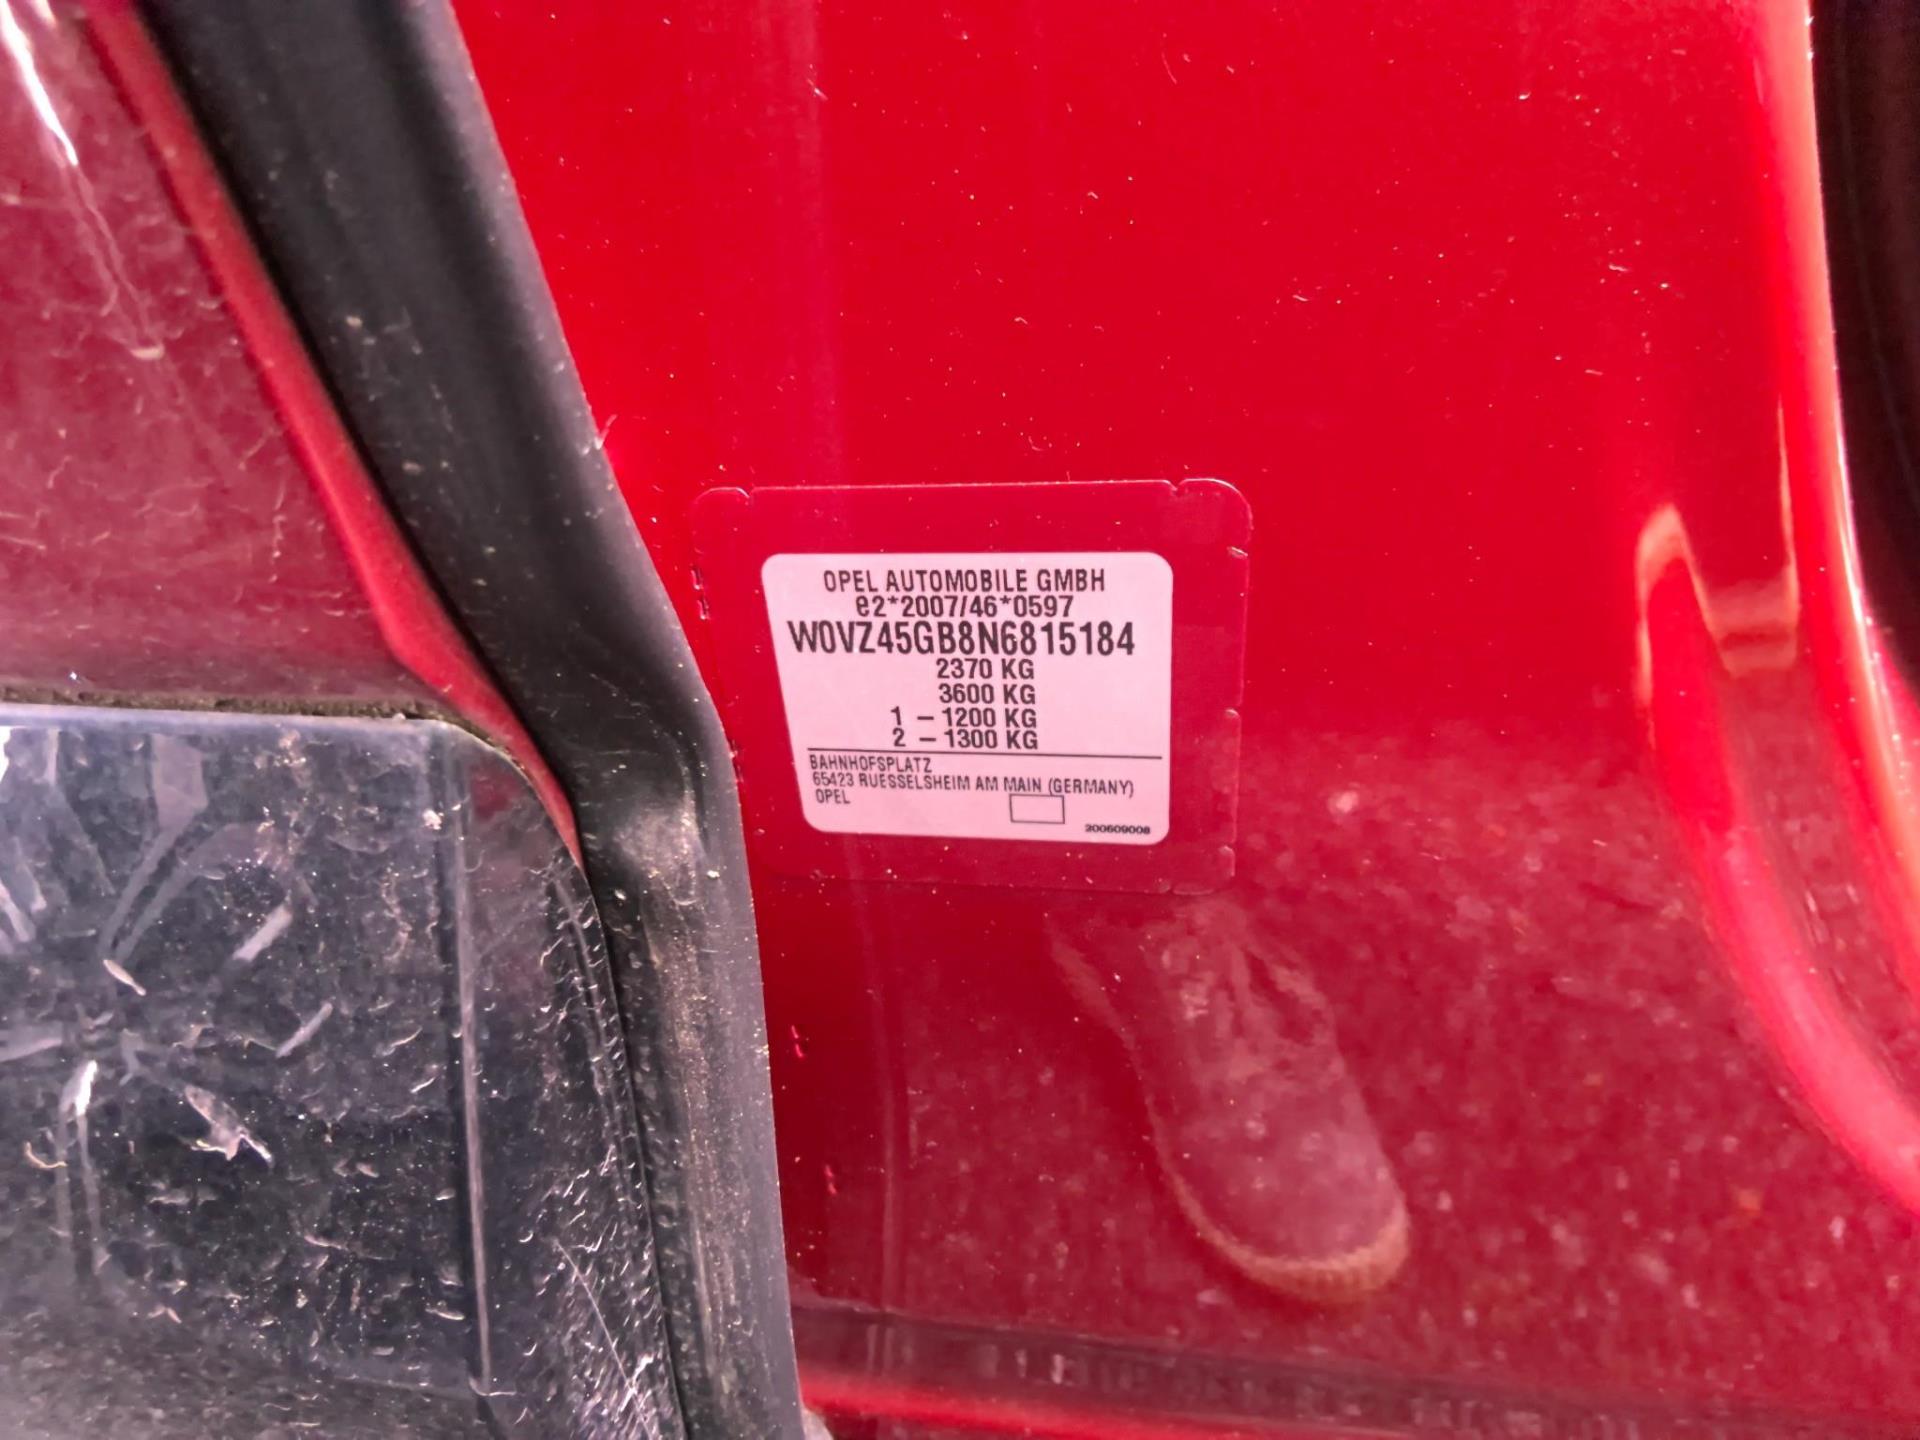 OPEL AUTOMOBILE GMBH
e2*2007/46*0597
W0VZ45GB8N6815184
2370 KG
3600 KG
1 - 1200 KG
2 - 1300 KG
BAHNHOFSPLATZ
65423 RUESSELSHEIM AM MAIN (GERMANY)
OPEL
200609008